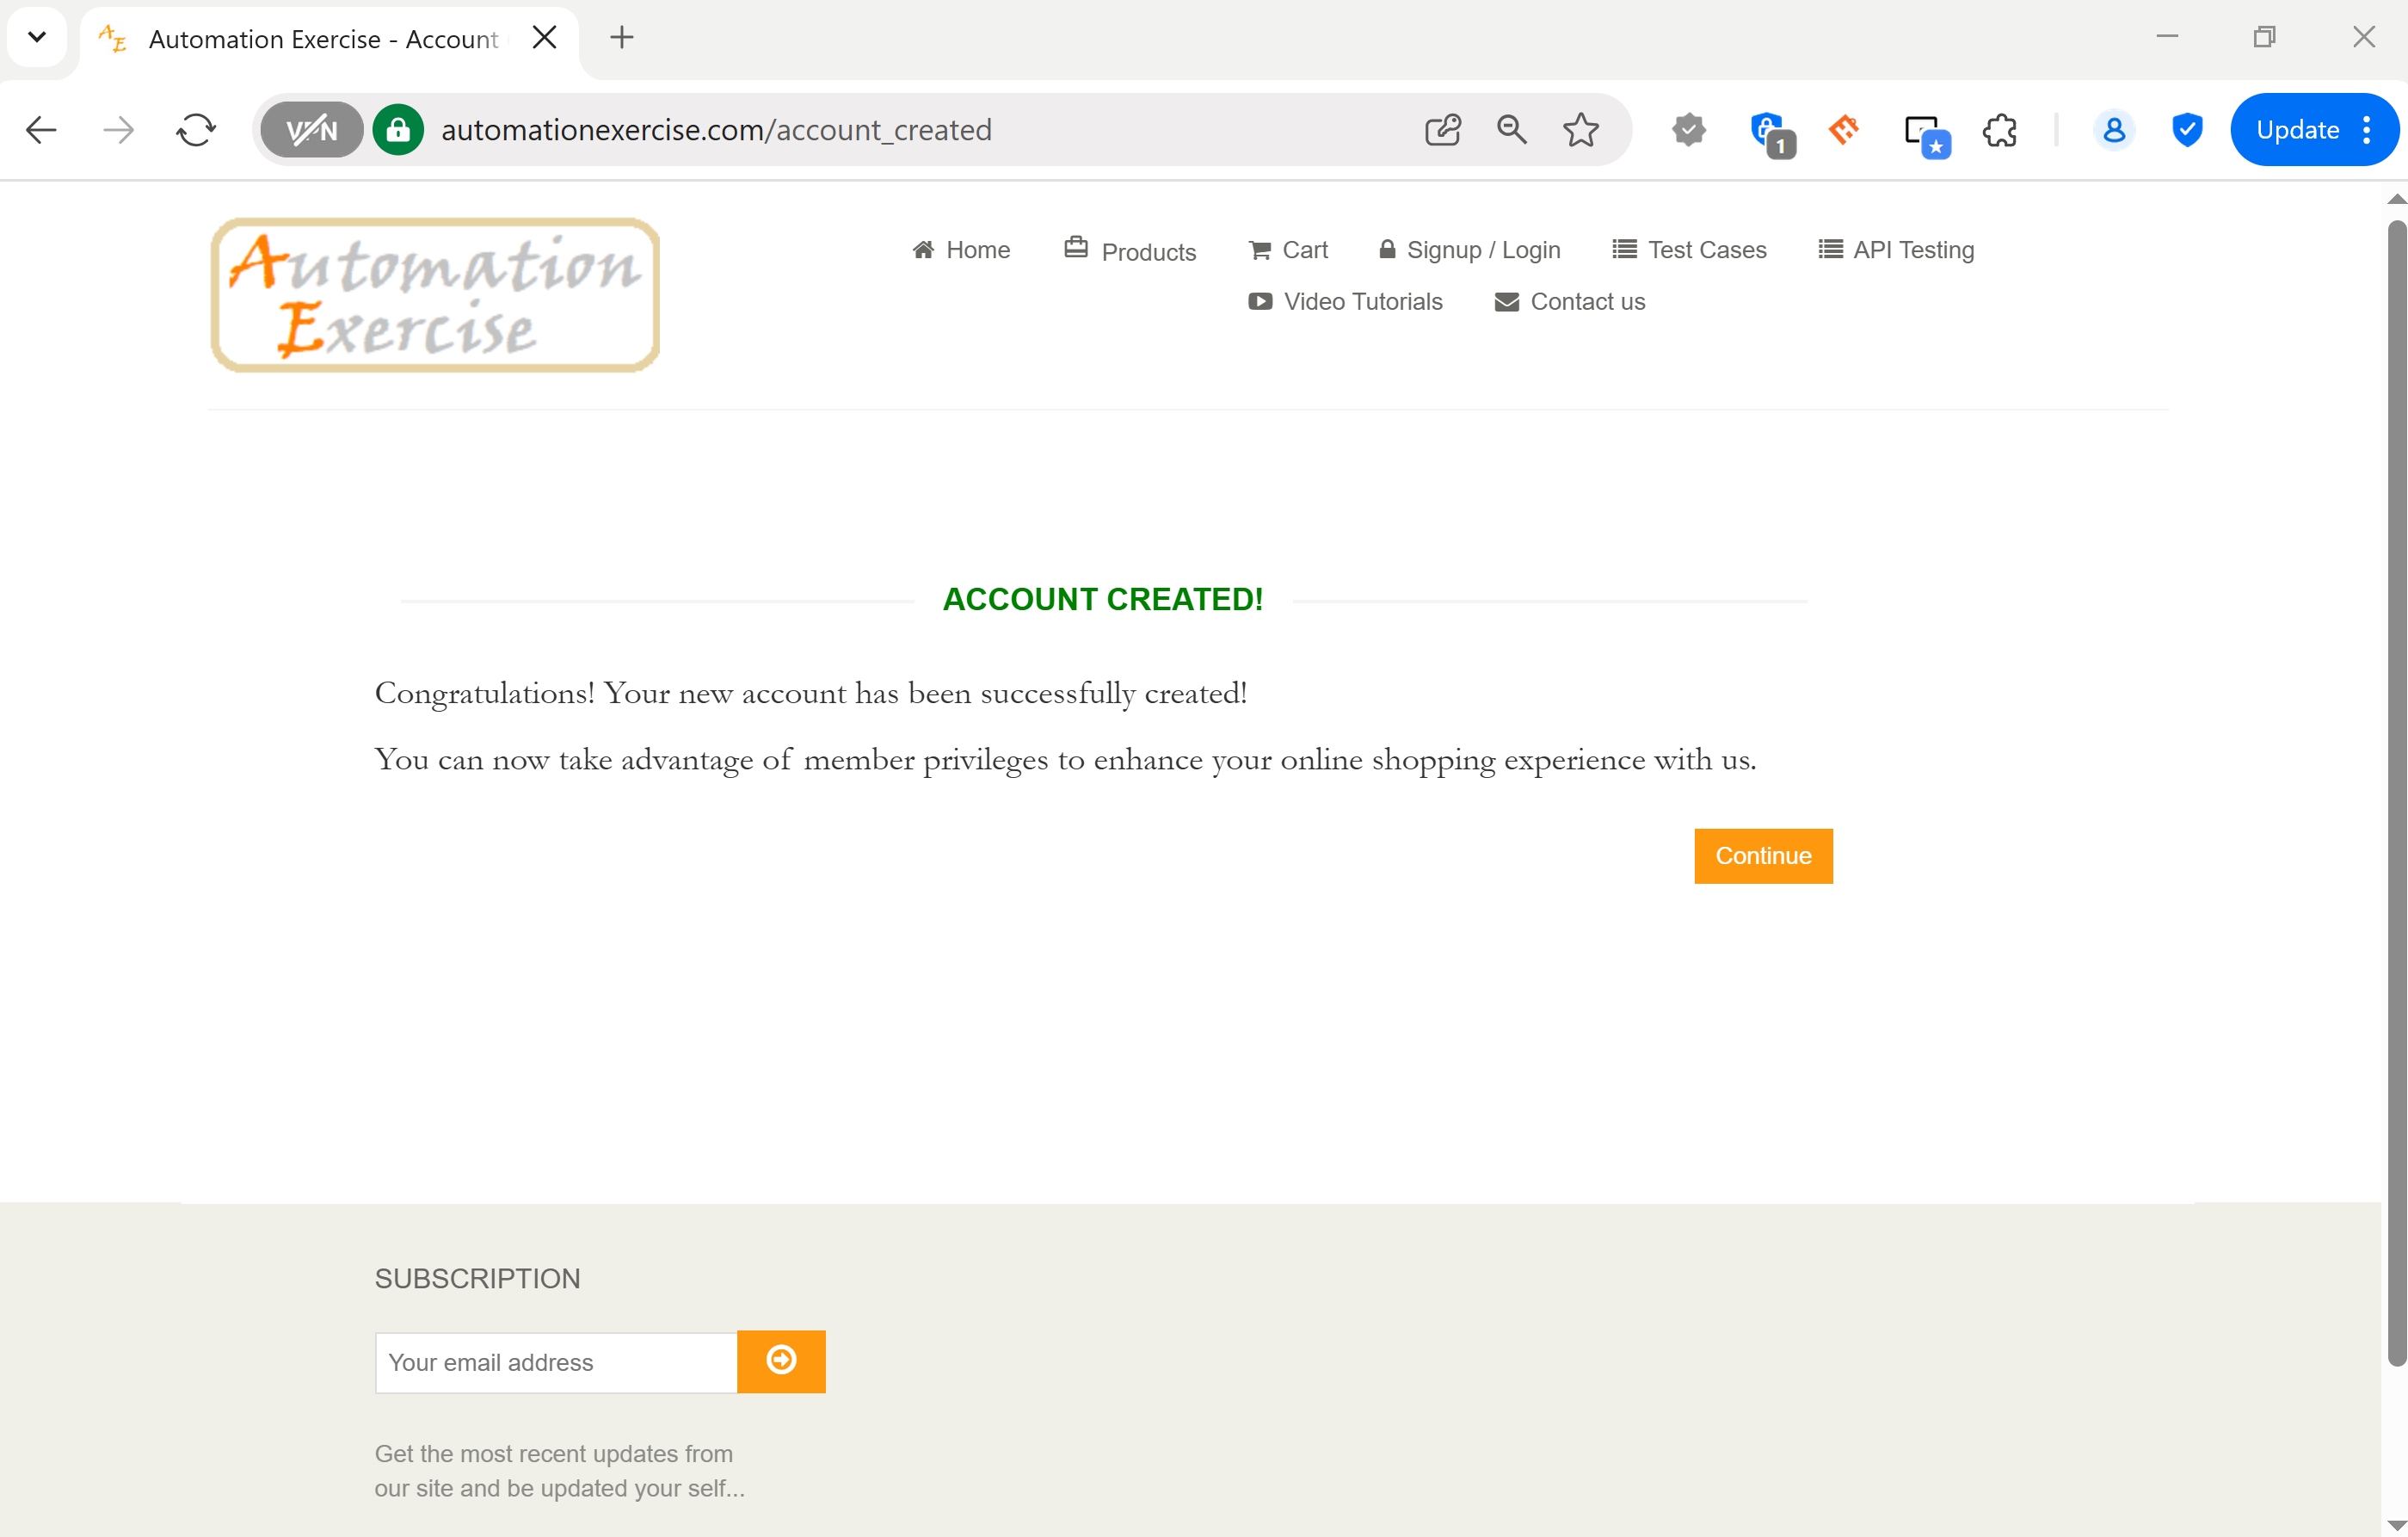 Automation Exercise - Account
VPN
automationexercise.com/account_created
1
Update
Automation
Exercise
Home
Products
Cart
Signup / Login
Test Cases
API Testing
Video Tutorials
Contact us
ACCOUNT CREATED!
Congratulations! Your new account has been successfully created!
You can now take advantage of member privileges to enhance your online shopping experience with us.
Continue
SUBSCRIPTION
Your email address
Get the most recent updates from
our site and be updated your self...